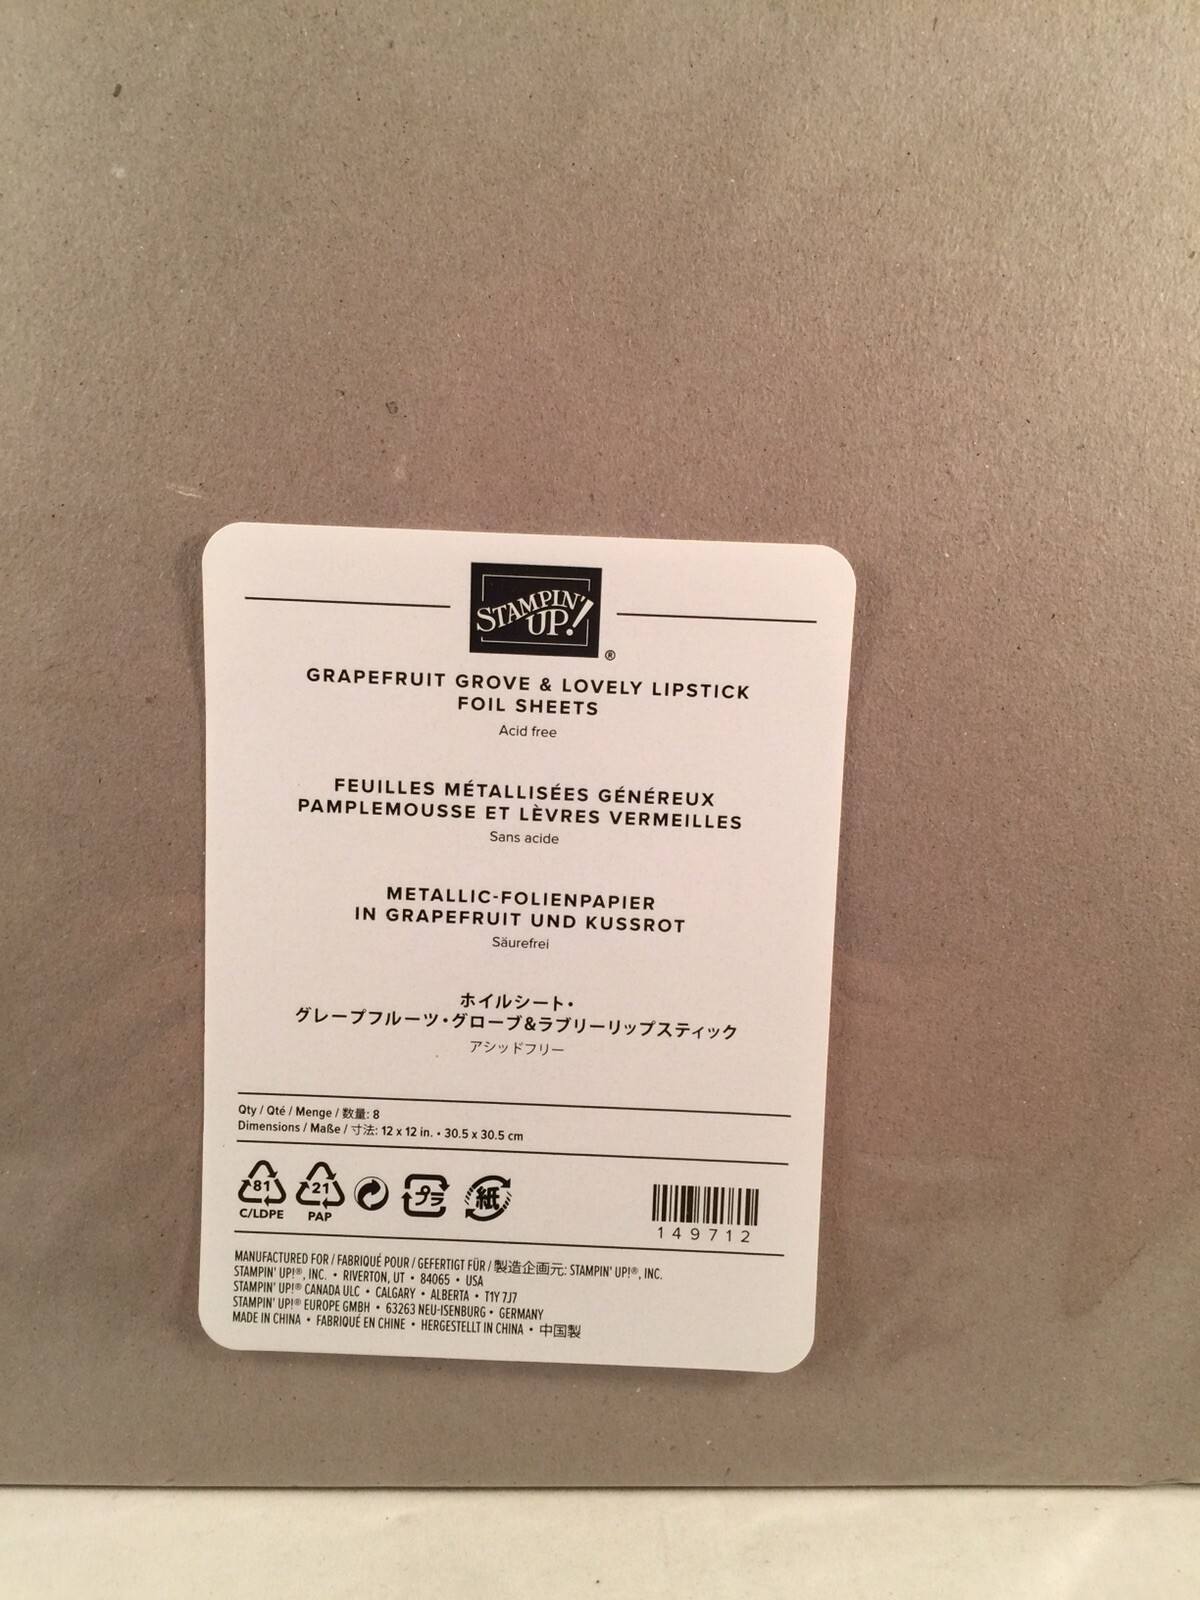 STAMPIN' UP!®
GRAPEFRUIT GROVE & LOVELY LIPSTICK
FOIL SHEETS
Acid free
FEUILLES MÉTALLISÉES GÉNÉREUX
PAMPLEMOUSSE ET LÈVRES VERMEILLES
Sans acide
METALLIC-FOLIENPAPIER
IN GRAPEFRUIT UND KUSSROT
Säurefrei
ホイルシート・
グレープフルーツ・グローブ&ラブリーリップスティック
アシッドフリー
Qty / Qté / Menge / 数量: 8
Dimensions / Maße / 寸法: 12 x 12 in. • 30.5 x 30.5 cm
81 21 プラ 紙
C/LDPE PAP
149712
MANUFACTURED FOR / FABRIQUÉ POUR / GEFERTIGT FÜR / 製造企画元: STAMPIN' UP!®, INC.
STAMPIN' UP!®, INC. • RIVERTON, UT • 84065 • USA
STAMPIN' UP!® CANADA ULC • CALGARY • ALBERTA • T1Y 7J7
STAMPIN' UP!® EUROPE GMBH • 63263 NEU-ISENBURG • GERMANY
MADE IN CHINA • FABRIQUÉ EN CHINE • HERGESTELLT IN CHINA • 中国製